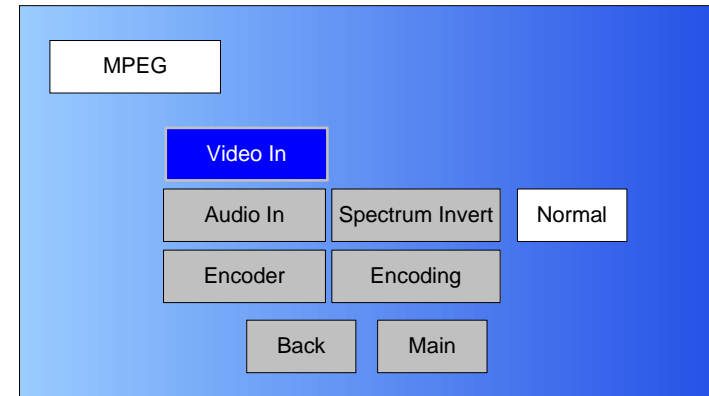 MPEG
Video In
Audio In
Spectrum Invert
Normal
Encoder
Encoding
Back
Main